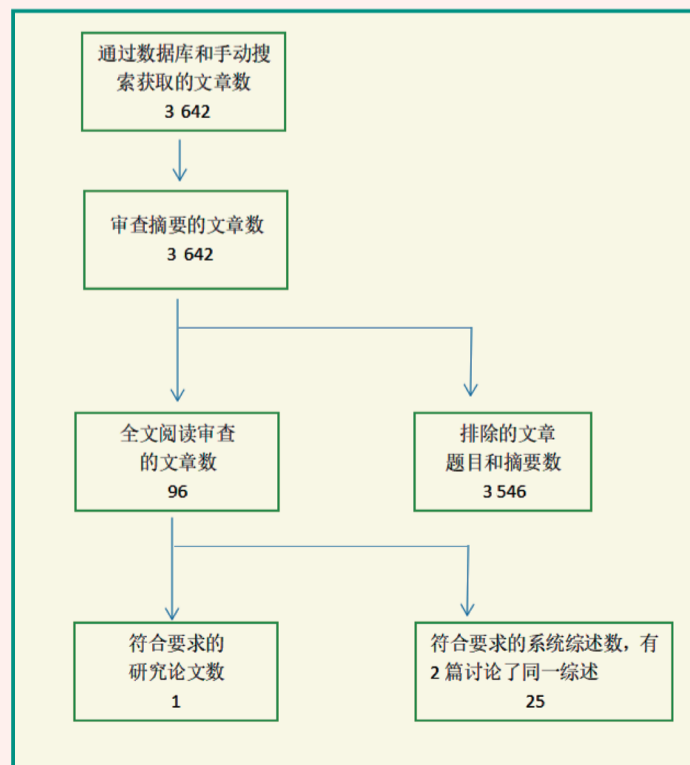 通过数据库和手动搜
索获取的文章数
3 642
审查摘要的文章数
3 642
全文阅读审查
的文章数
96
排除的文章
题目和摘要数
3 546
符合要求的
研究论文数
1
符合要求的系统综述数，有
2 篇讨论了同一综述
25